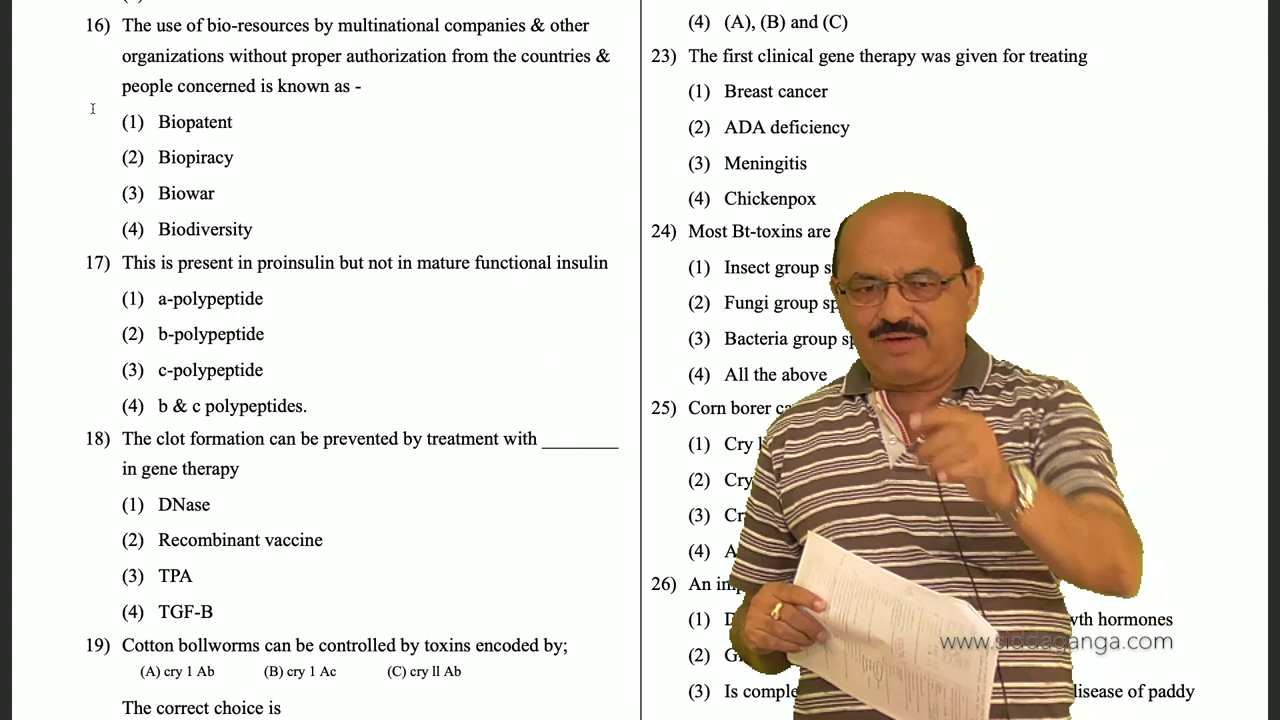 16) The use of bio-resources by multinational companies & other
organizations without proper authorization from the countries &
people concerned is known as -
(1) Biopatent
(2) Biopiracy
(3) Biowar
(4) Biodiversity
17) This is present in proinsulin but not in mature functional insulin
(1) a-polypeptide
(2) b-polypeptide
(3) c-polypeptide
(4) b & c polypeptides.
18) The clot formation can be prevented by treatment with ________
in gene therapy
(1) DNase
(2) Recombinant vaccine
(3) TPA
(4) TGF-B
19) Cotton bollworms can be controlled by toxins encoded by;
(A) cry 1 Ab (B) cry 1 Ac (C) cry ll Ab
The correct choice is
(4) (A), (B) and (C)
23) The first clinical gene therapy was given for treating
(1) Breast cancer
(2) ADA deficiency
(3) Meningitis
(4) Chickenpox
24) Most Bt-toxins are
(1) Insect group
(2) Fungi group
(3) Bacteria group
(4) All the above
25) Corn borer
(1) Cry
(2) Cry
(3)
(4)
26) An
(1) hormones
(2)
(3) Is disease of paddy
www.siddaganga.com